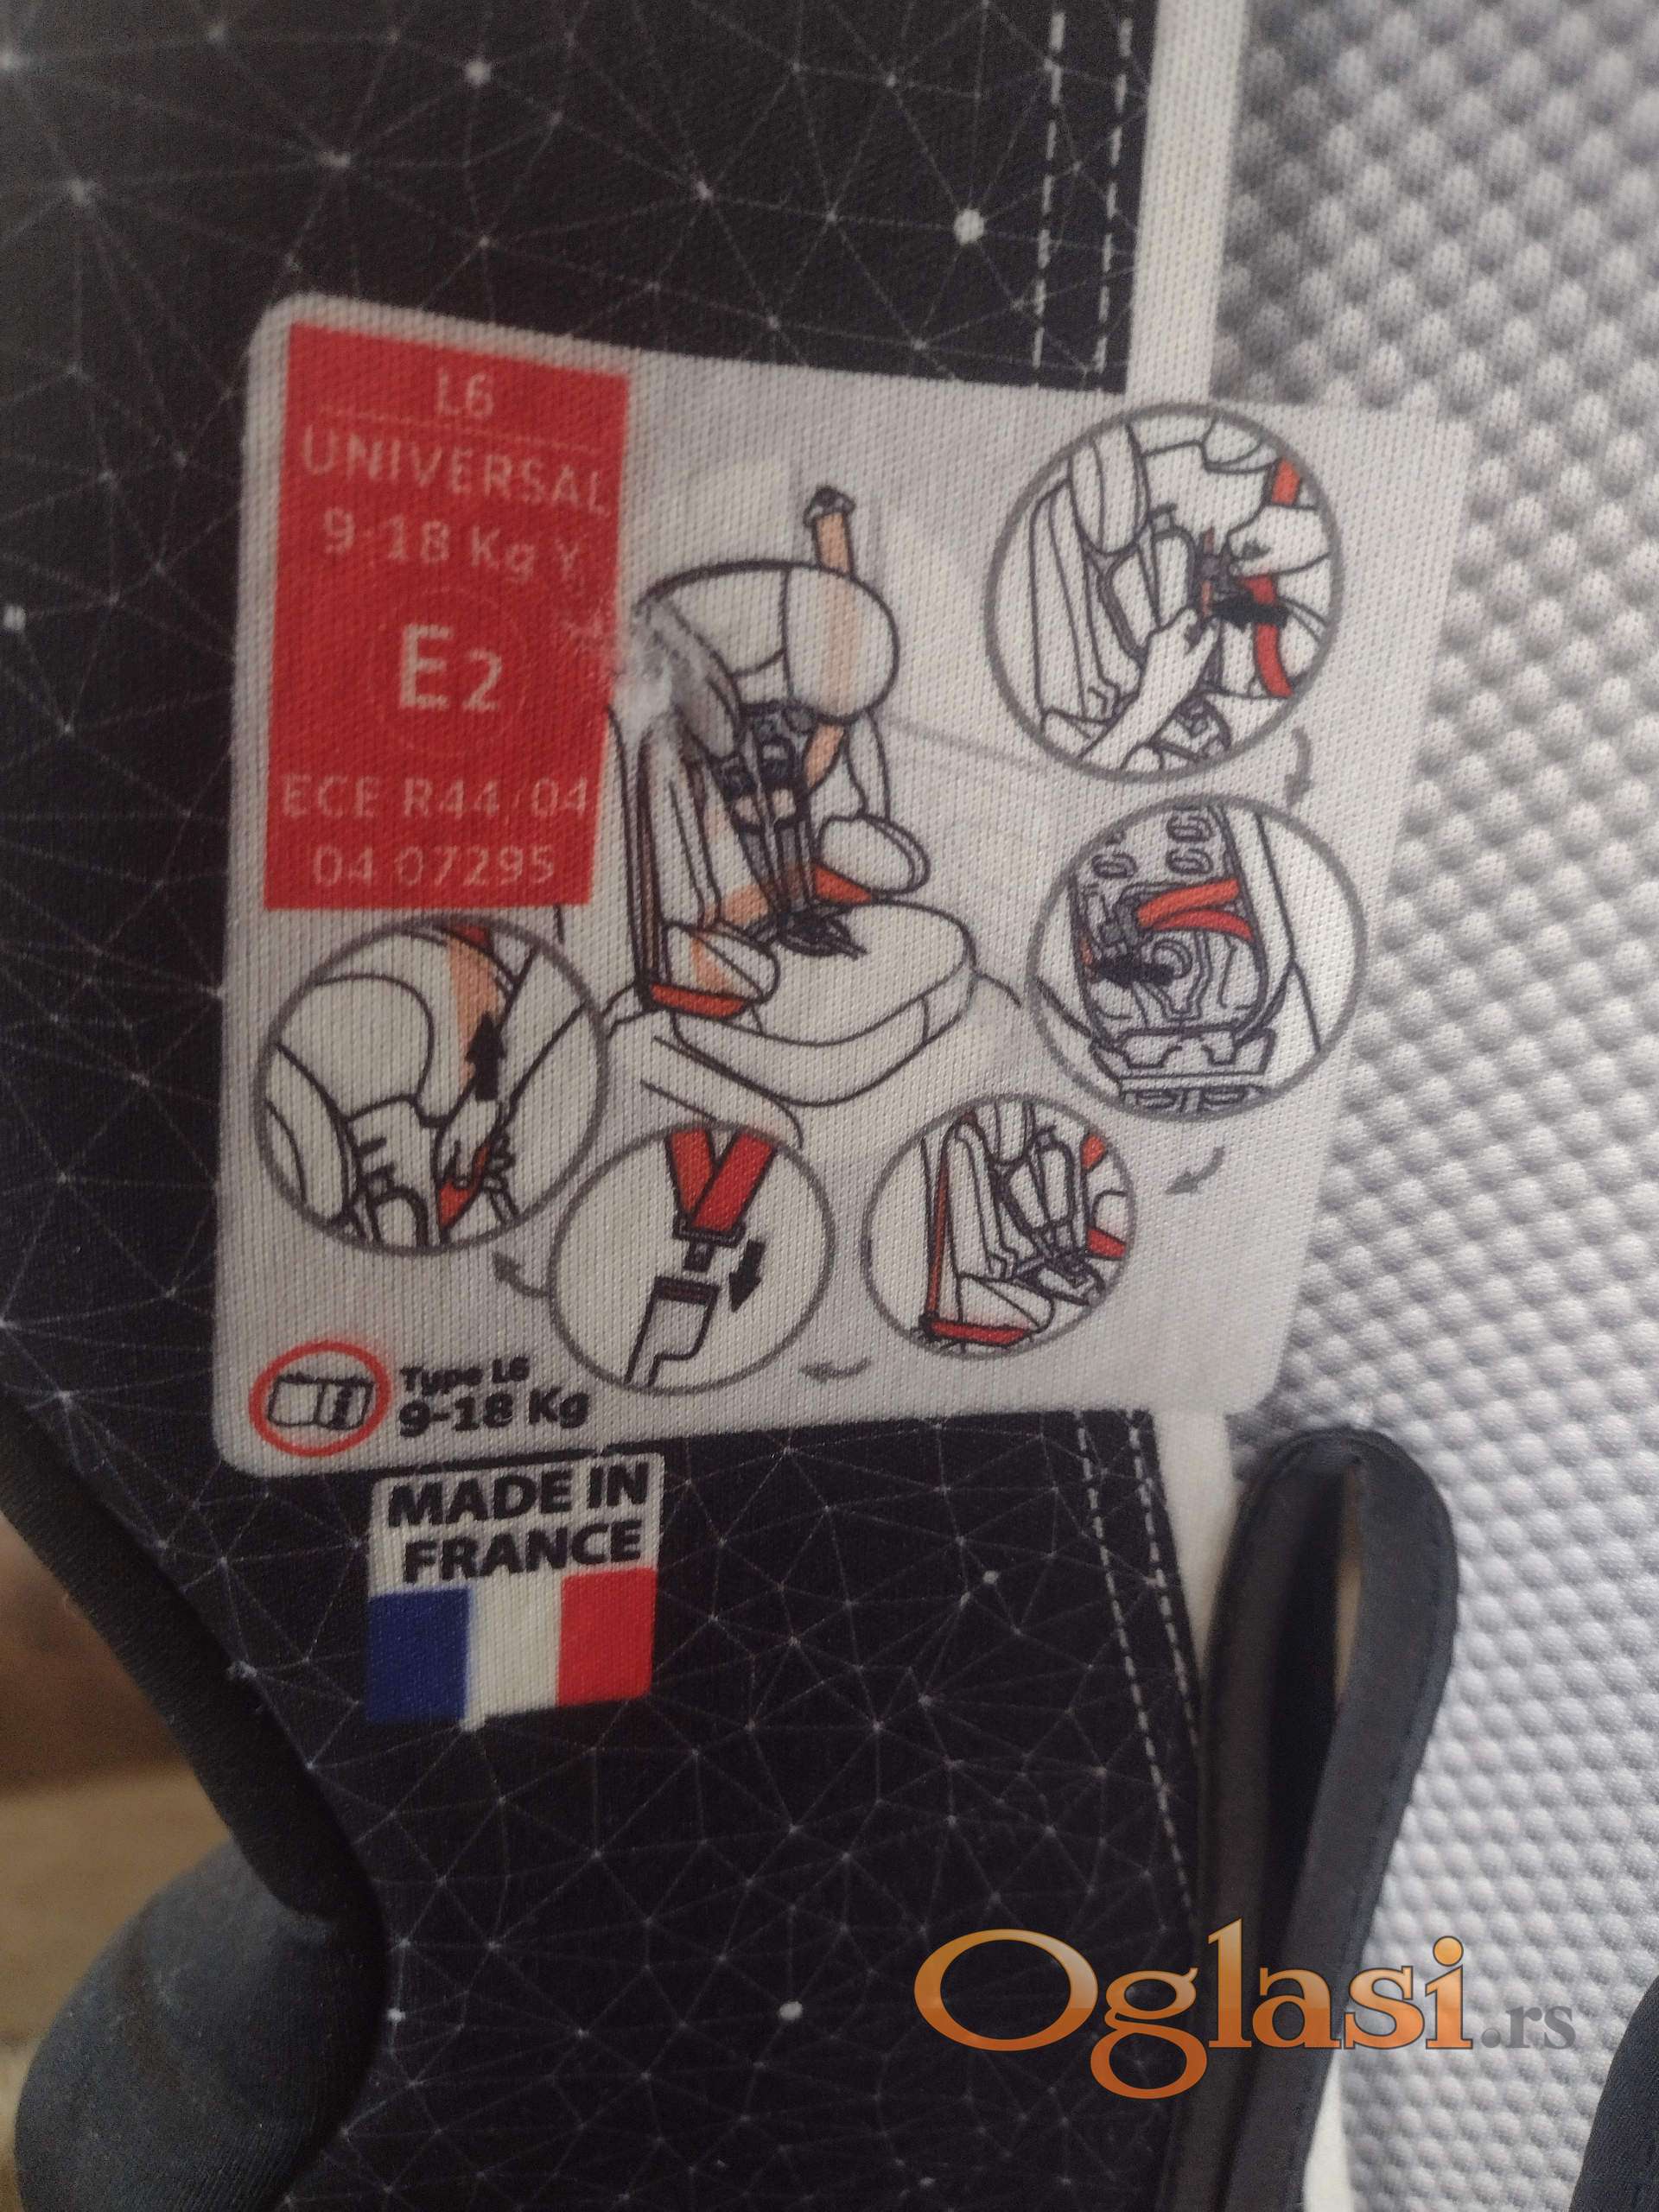 L6
UNIVERSAL
9-18 Kg Y
E2
ECE R44/04
04 07295
Type L6
9-18 Kg
MADE IN
FRANCE
Oglasi.rs